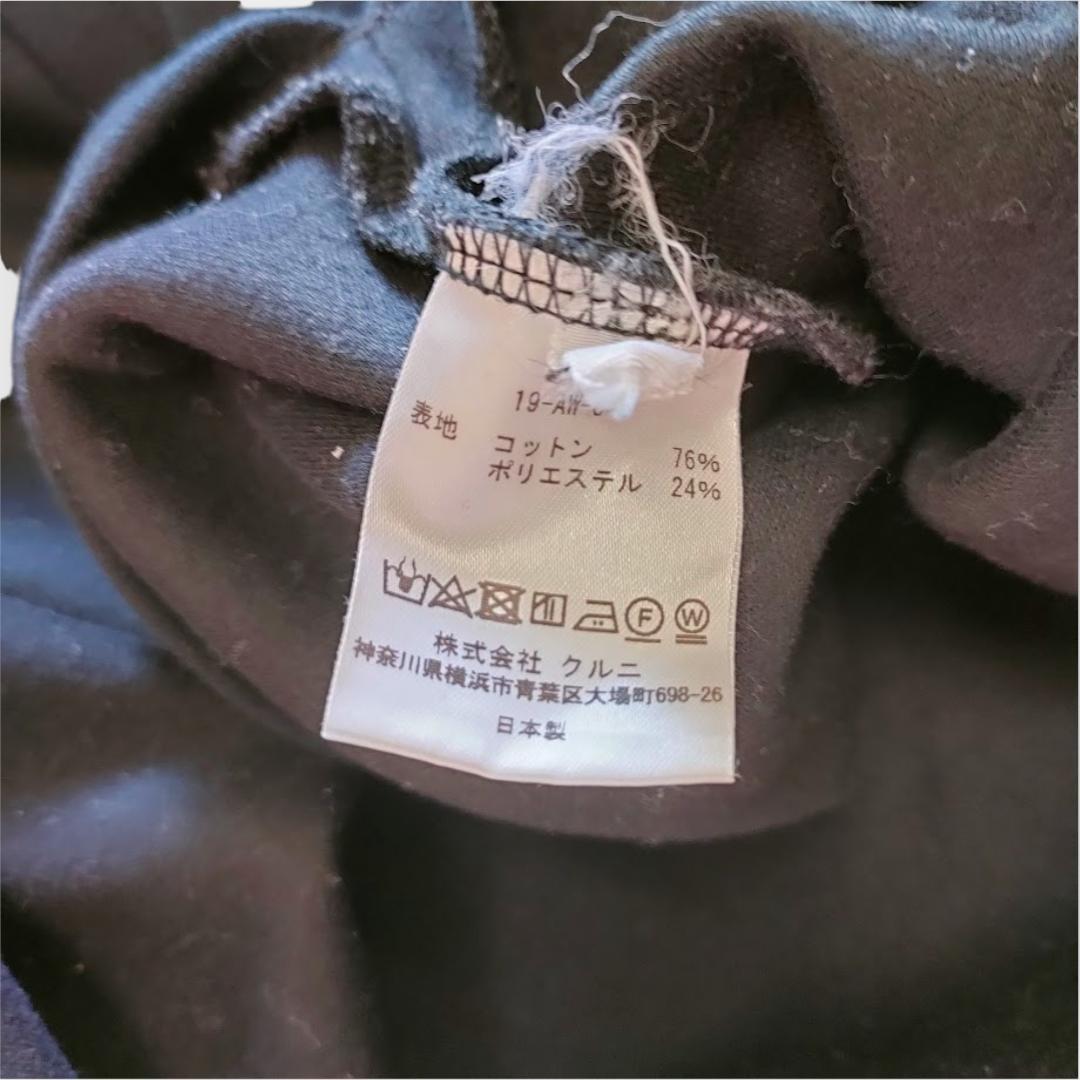 19-AW-
表地
コットン 76%
ポリエステル 24%
F W
株式会社 クルニ
神奈川県横浜市青葉区大場町698-26
日本製